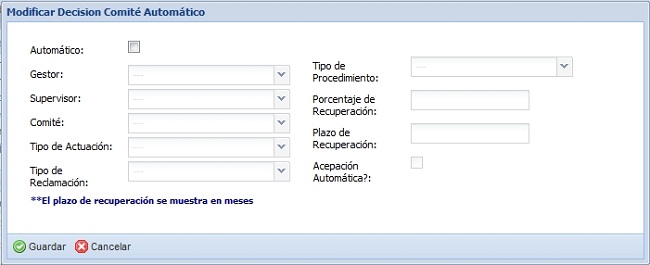 Modificar Decision Comité Automático
Automático:
Gestor:
Supervisor:
Comité:
Tipo de Actuación:
Tipo de
Reclamación:
Tipo de
Procedimiento:
Porcentaje de
Recuperación:
Plazo de
Recuperación:
Acepación
Automática?:
**El plazo de recuperación se muestra en meses
Guardar
Cancelar